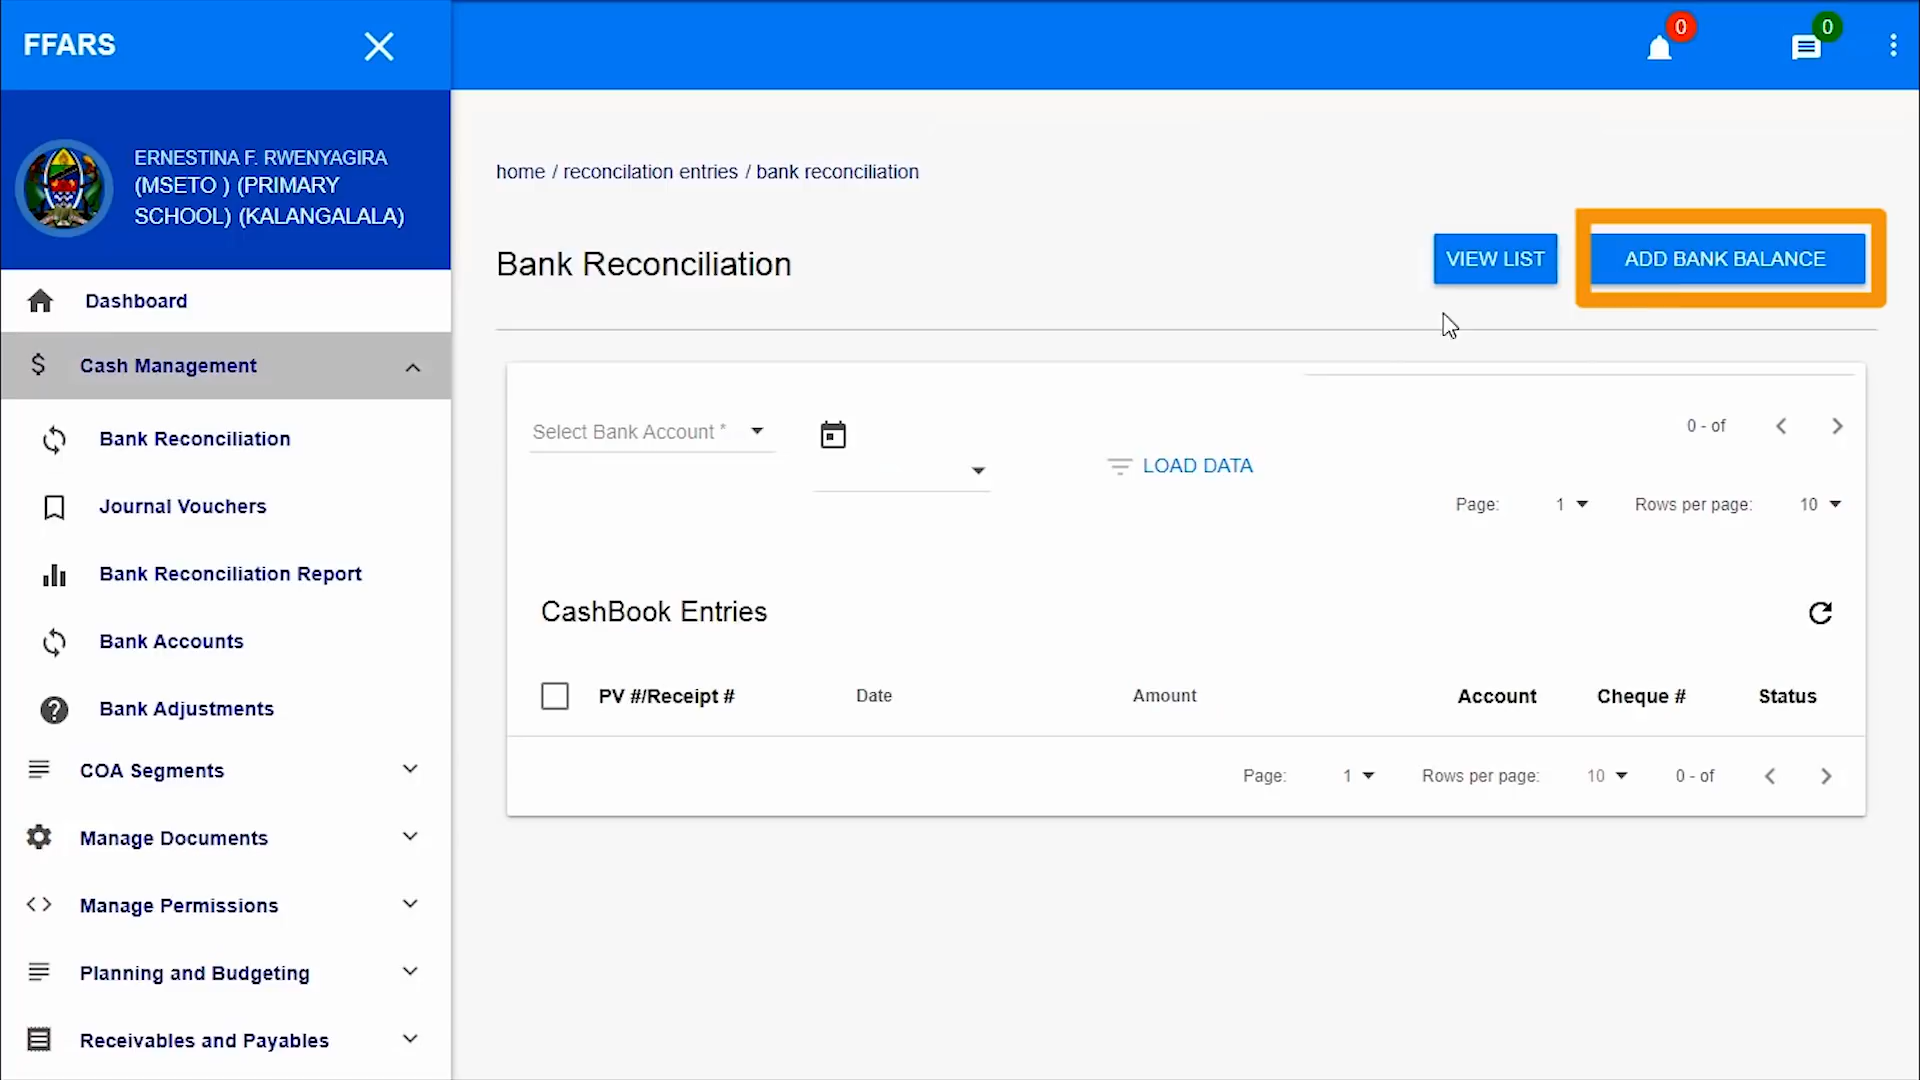 FFARS
0
0
ERNESTINA F. RWENYAGIRA
(MSETO ) (PRIMARY
SCHOOL) (KALANGALALA)
Dashboard
Cash Management
Bank Reconciliation
Journal Vouchers
Bank Reconciliation Report
Bank Accounts
Bank Adjustments
COA Segments
Manage Documents
Manage Permissions
Planning and Budgeting
Receivables and Payables
home / reconcilation entries / bank reconciliation
Bank Reconciliation
VIEW LIST
ADD BANK BALANCE
Select Bank Account *
LOAD DATA
0 - of
Page: 1 Rows per page: 10
CashBook Entries
PV #/Receipt # Date Amount Account Cheque # Status
Page: 1 Rows per page: 10 0 - of